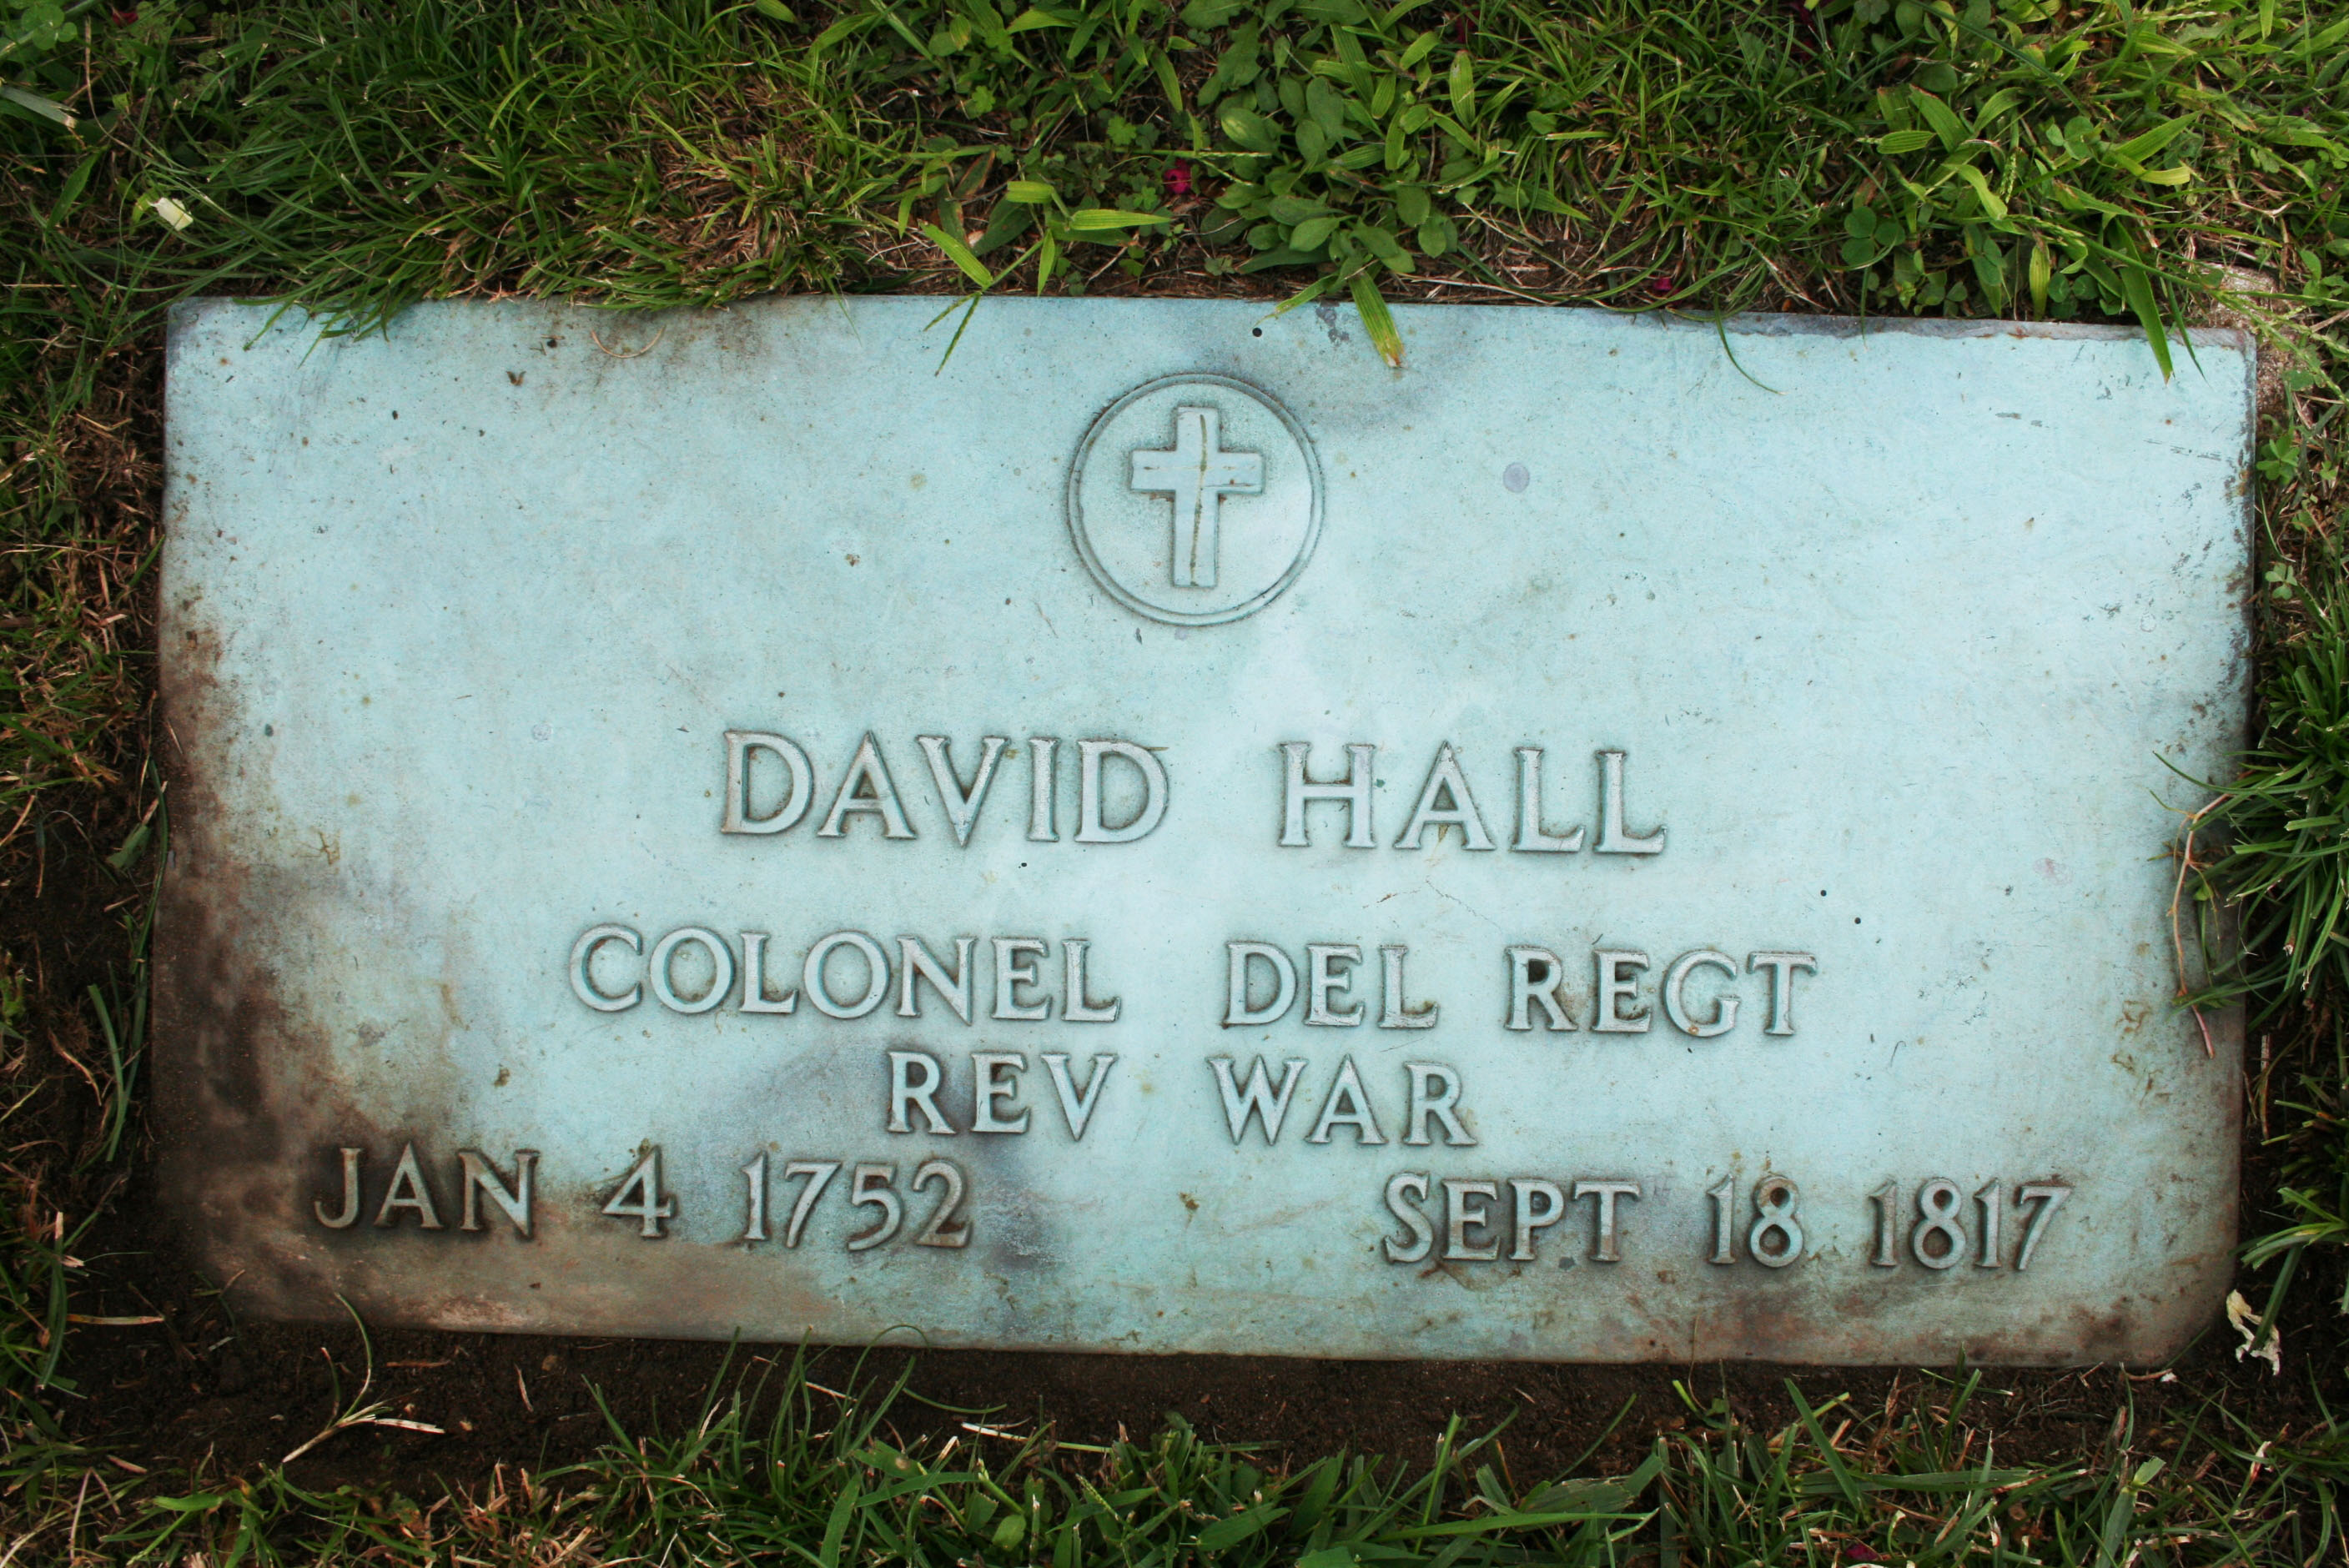 DAVID HALL
COLONEL DEL REGT
REV WAR
JAN 4 1752 SEPT 18 1817